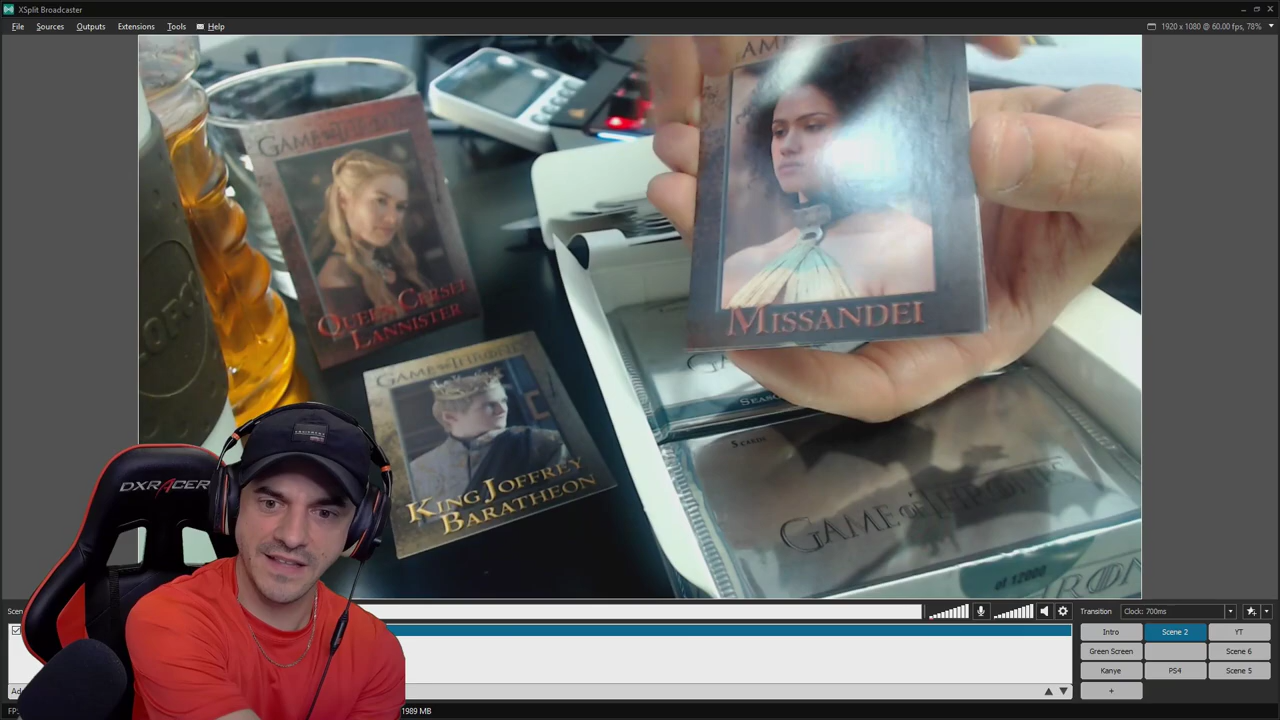 XSplit Broadcaster
File Sources Outputs Extensions Tools Help
1920 x 1080 @ 60.00 fps, 78%
GAME OF THRONES
QUEEN CERSEI
LANNISTER
GAME OF THRONES
KING JOFFREY
BARATHEON
MISSANDEI
5 CARDS
GAME OF THRONES
of 12000
DXRACER
Transition
Clock: 700ms
Intro
Scene 2
YT
Green Screen
Scene 6
Kanye
PS4
Scene 5
+
1989 MB